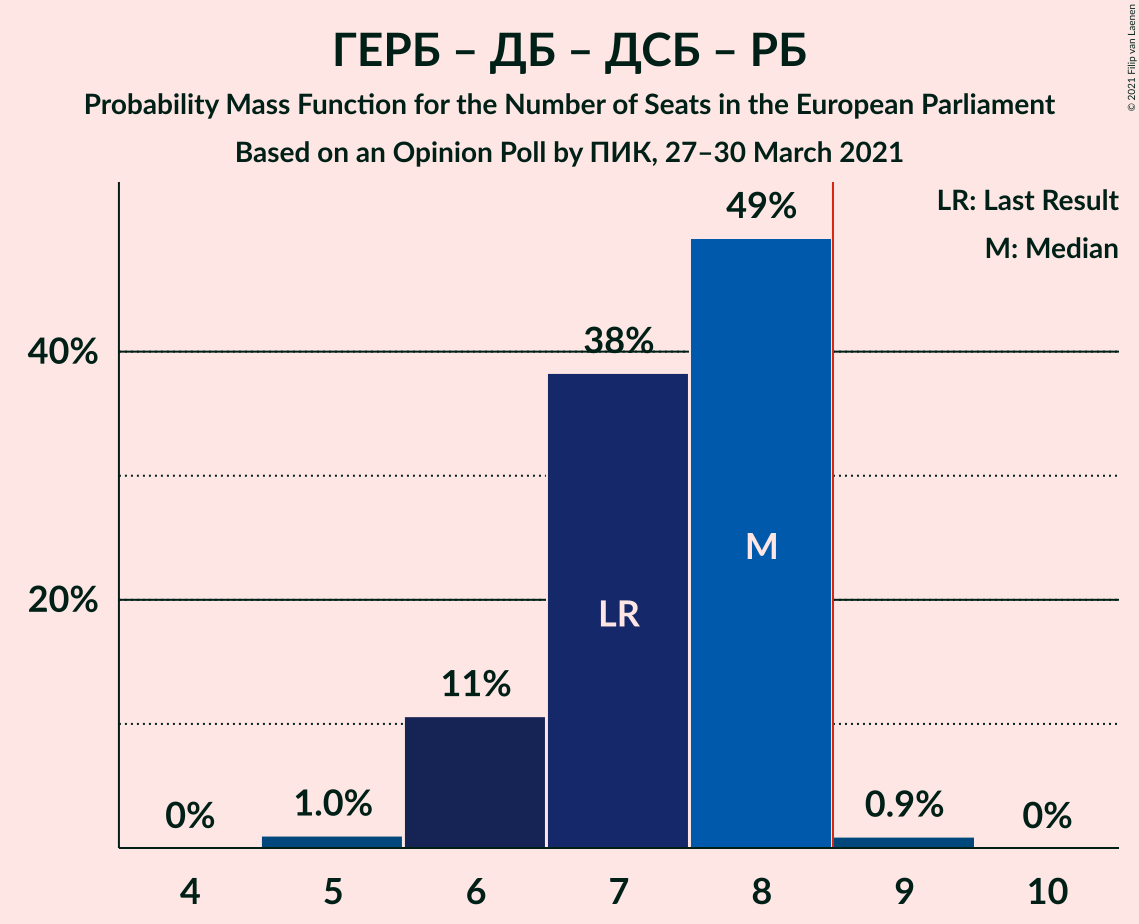 ГЕРБ – ДБ – ДСБ – РБ
Probability Mass Function for the Number of Seats in the European Parliament
Based on an Opinion Poll by ПИК, 27–30 March 2021
© 2021 Filip van Laenen
LR: Last Result
M: Median
49%
38%
40%
M
20%
LR
11%
0%
1.0%
0.9%
0%
4 5 6 7 8 9 10